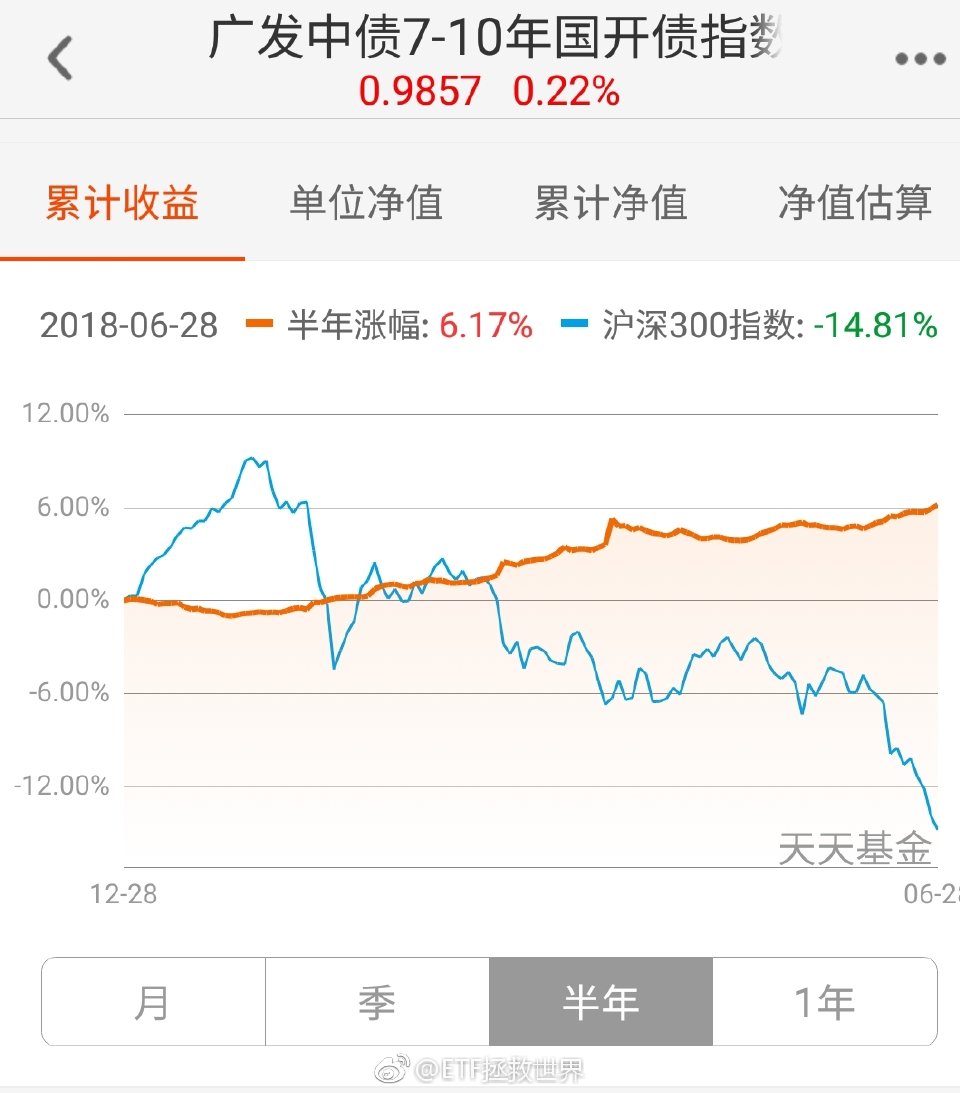 广发中债7-10年国开债指数
0.9857 0.22%
累计收益 单位净值 累计净值 净值估算
2018-06-28 半年涨幅: 6.17% 沪深300指数: -14.81%
12.00%
6.00%
0.00%
-6.00%
-12.00%
天天基金
12-28 06-28
月 季 半年 1年
@ETF拯救世界